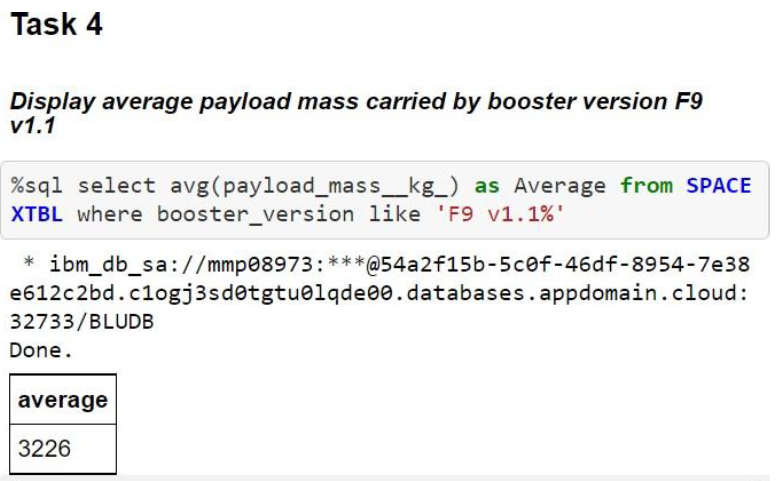 Task 4
Display average payload mass carried by booster version F9
v1.1
%sql select avg(payload_mass__kg_) as Average from SPACE
XTBL where booster_version like 'F9 v1.1%'
* ibm_db_sa://mmp08973:***@54a2f15b-5c0f-46df-8954-7e38
e612c2bd.c1ogj3sd0tgtu0lqde00.databases.appdomain.cloud:
32733/BLUDB
Done.
average
3226